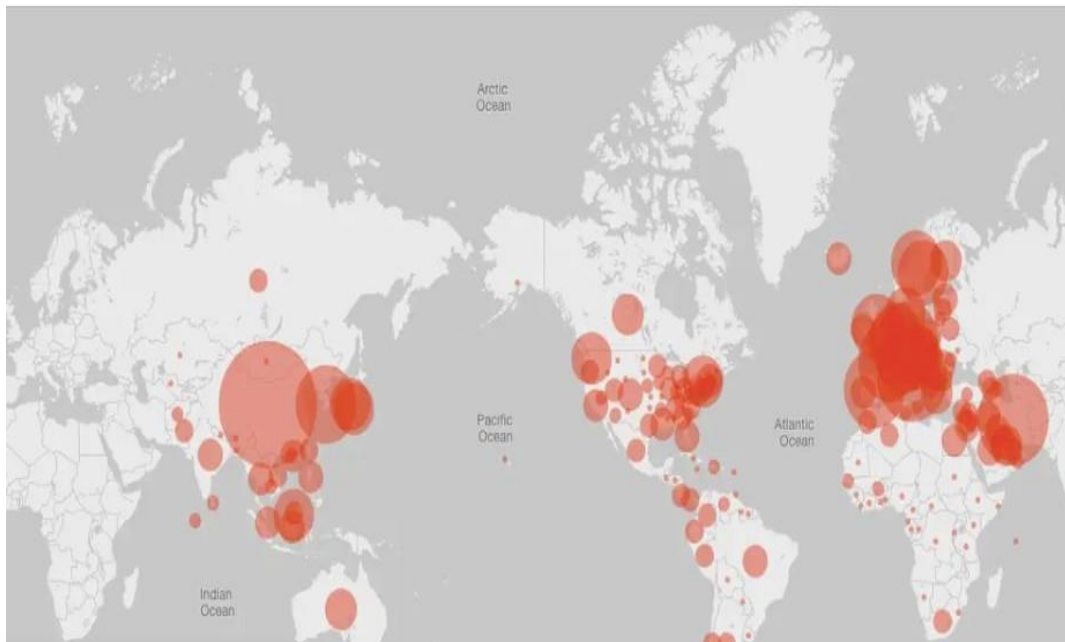 Arctic
Ocean
Pacific
Ocean
Atlantic
Ocean
Indian
Ocean